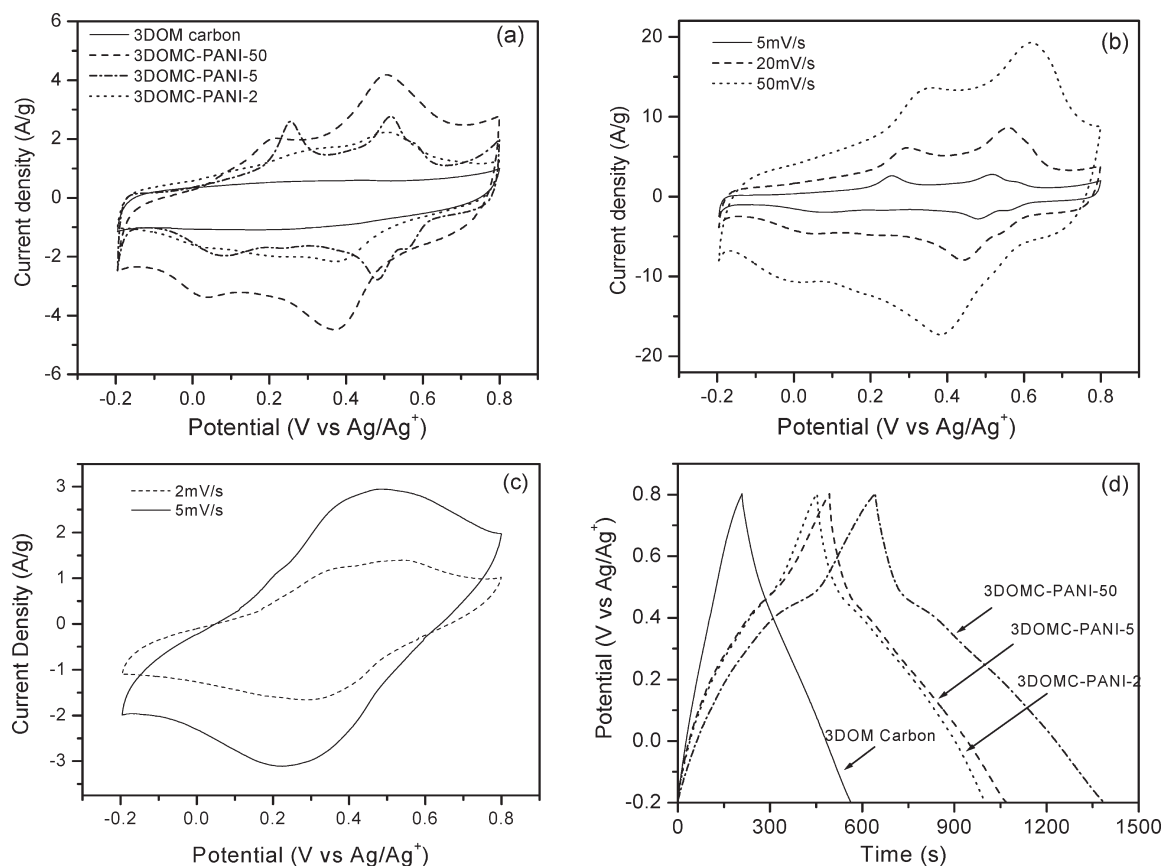 (a)
3DOM carbon
3DOMC-PANI-50
3DOMC-PANI-5
3DOMC-PANI-2
Current density (A/g)
6
4
2
0
-2
-4
-6
-0.2 0.0 0.2 0.4 0.6 0.8
Potential (V vs Ag/Ag+)
(b)
5mV/s
20mV/s
50mV/s
Current density (A/g)
20
10
0
-10
-20
-0.2 0.0 0.2 0.4 0.6 0.8
Potential (V vs Ag/Ag+)
(c)
2mV/s
5mV/s
Current Density (A/g)
3
2
1
0
-1
-2
-3
-0.2 0.0 0.2 0.4 0.6 0.8
Potential (V vs Ag/Ag+)
(d)
Potential (V vs Ag/Ag+)
0.8
0.6
0.4
0.2
0.0
-0.2
3DOMC-PANI-50
3DOMC-PANI-5
3DOMC-PANI-2
3DOM Carbon
0 300 600 900 1200 1500
Time (s)